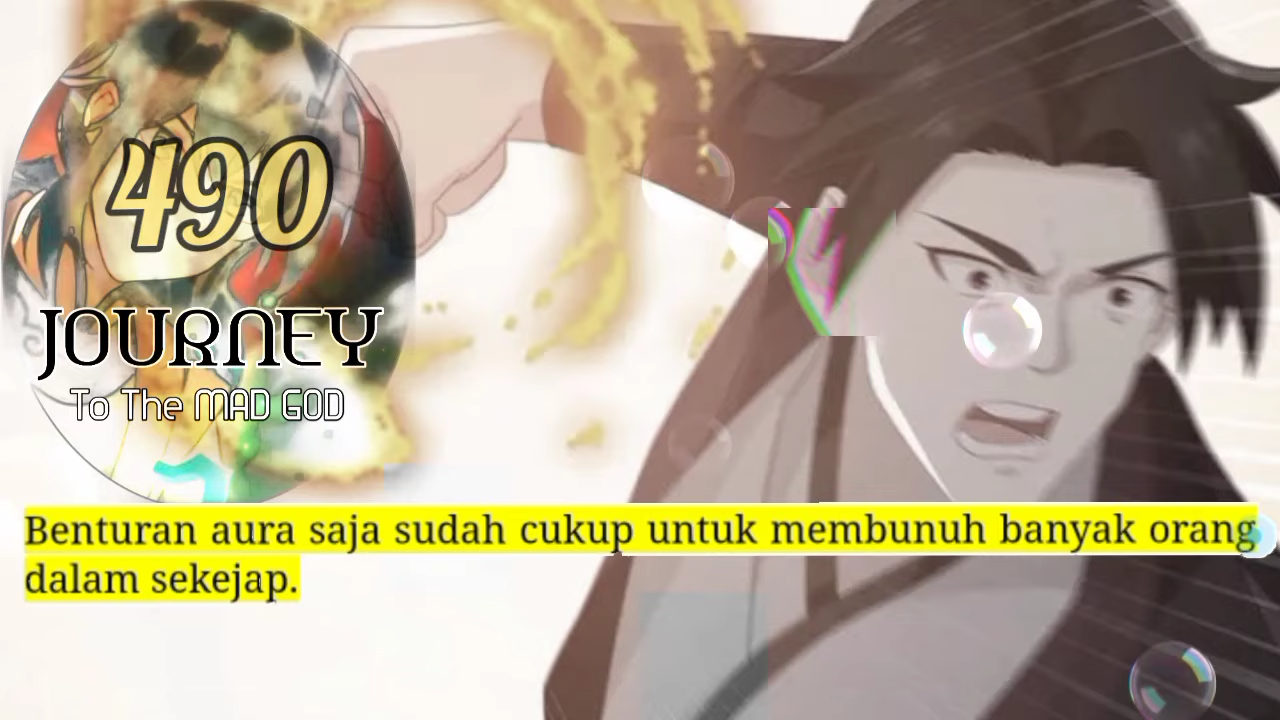 490
JOURNEY
To The MAD GOD
Benturan aura saja sudah cukup untuk membunuh banyak orang
dalam sekejap.